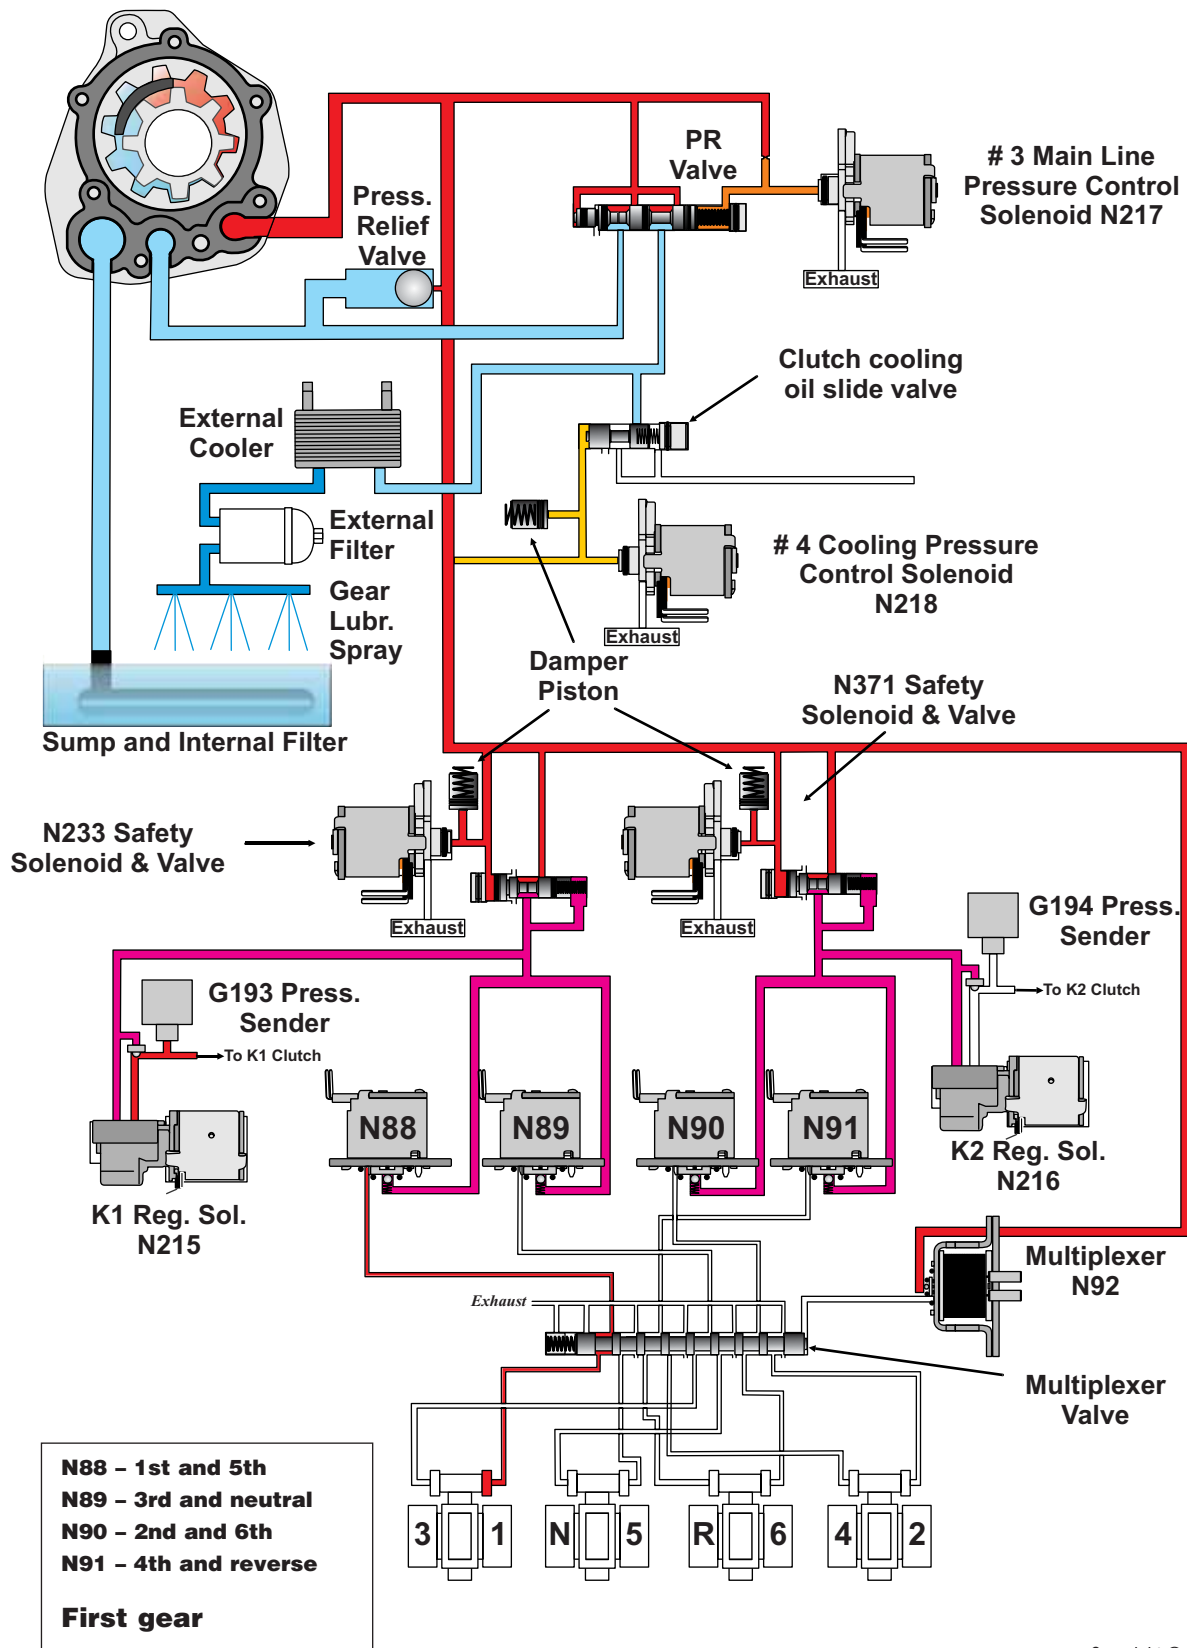 PR
Valve
# 3 Main Line
Pressure Control
Solenoid N217
Press.
Relief
Valve
Exhaust
Clutch cooling
oil slide valve
External
Cooler
External
Filter
# 4 Cooling Pressure
Control Solenoid
N218
Gear
Lubr.
Spray
Exhaust
Damper
Piston
N371 Safety
Solenoid & Valve
Sump and Internal Filter
N233 Safety
Solenoid & Valve
Exhaust
Exhaust
G194 Press.
Sender
G193 Press.
Sender
To K2 Clutch
To K1 Clutch
N88
N89
N90
N91
K2 Reg. Sol.
N216
K1 Reg. Sol.
N215
Multiplexer
N92
Exhaust
Multiplexer
Valve
N88 – 1st and 5th
N89 – 3rd and neutral
N90 – 2nd and 6th
N91 – 4th and reverse
First gear
3 1 N 5 R 6 4 2